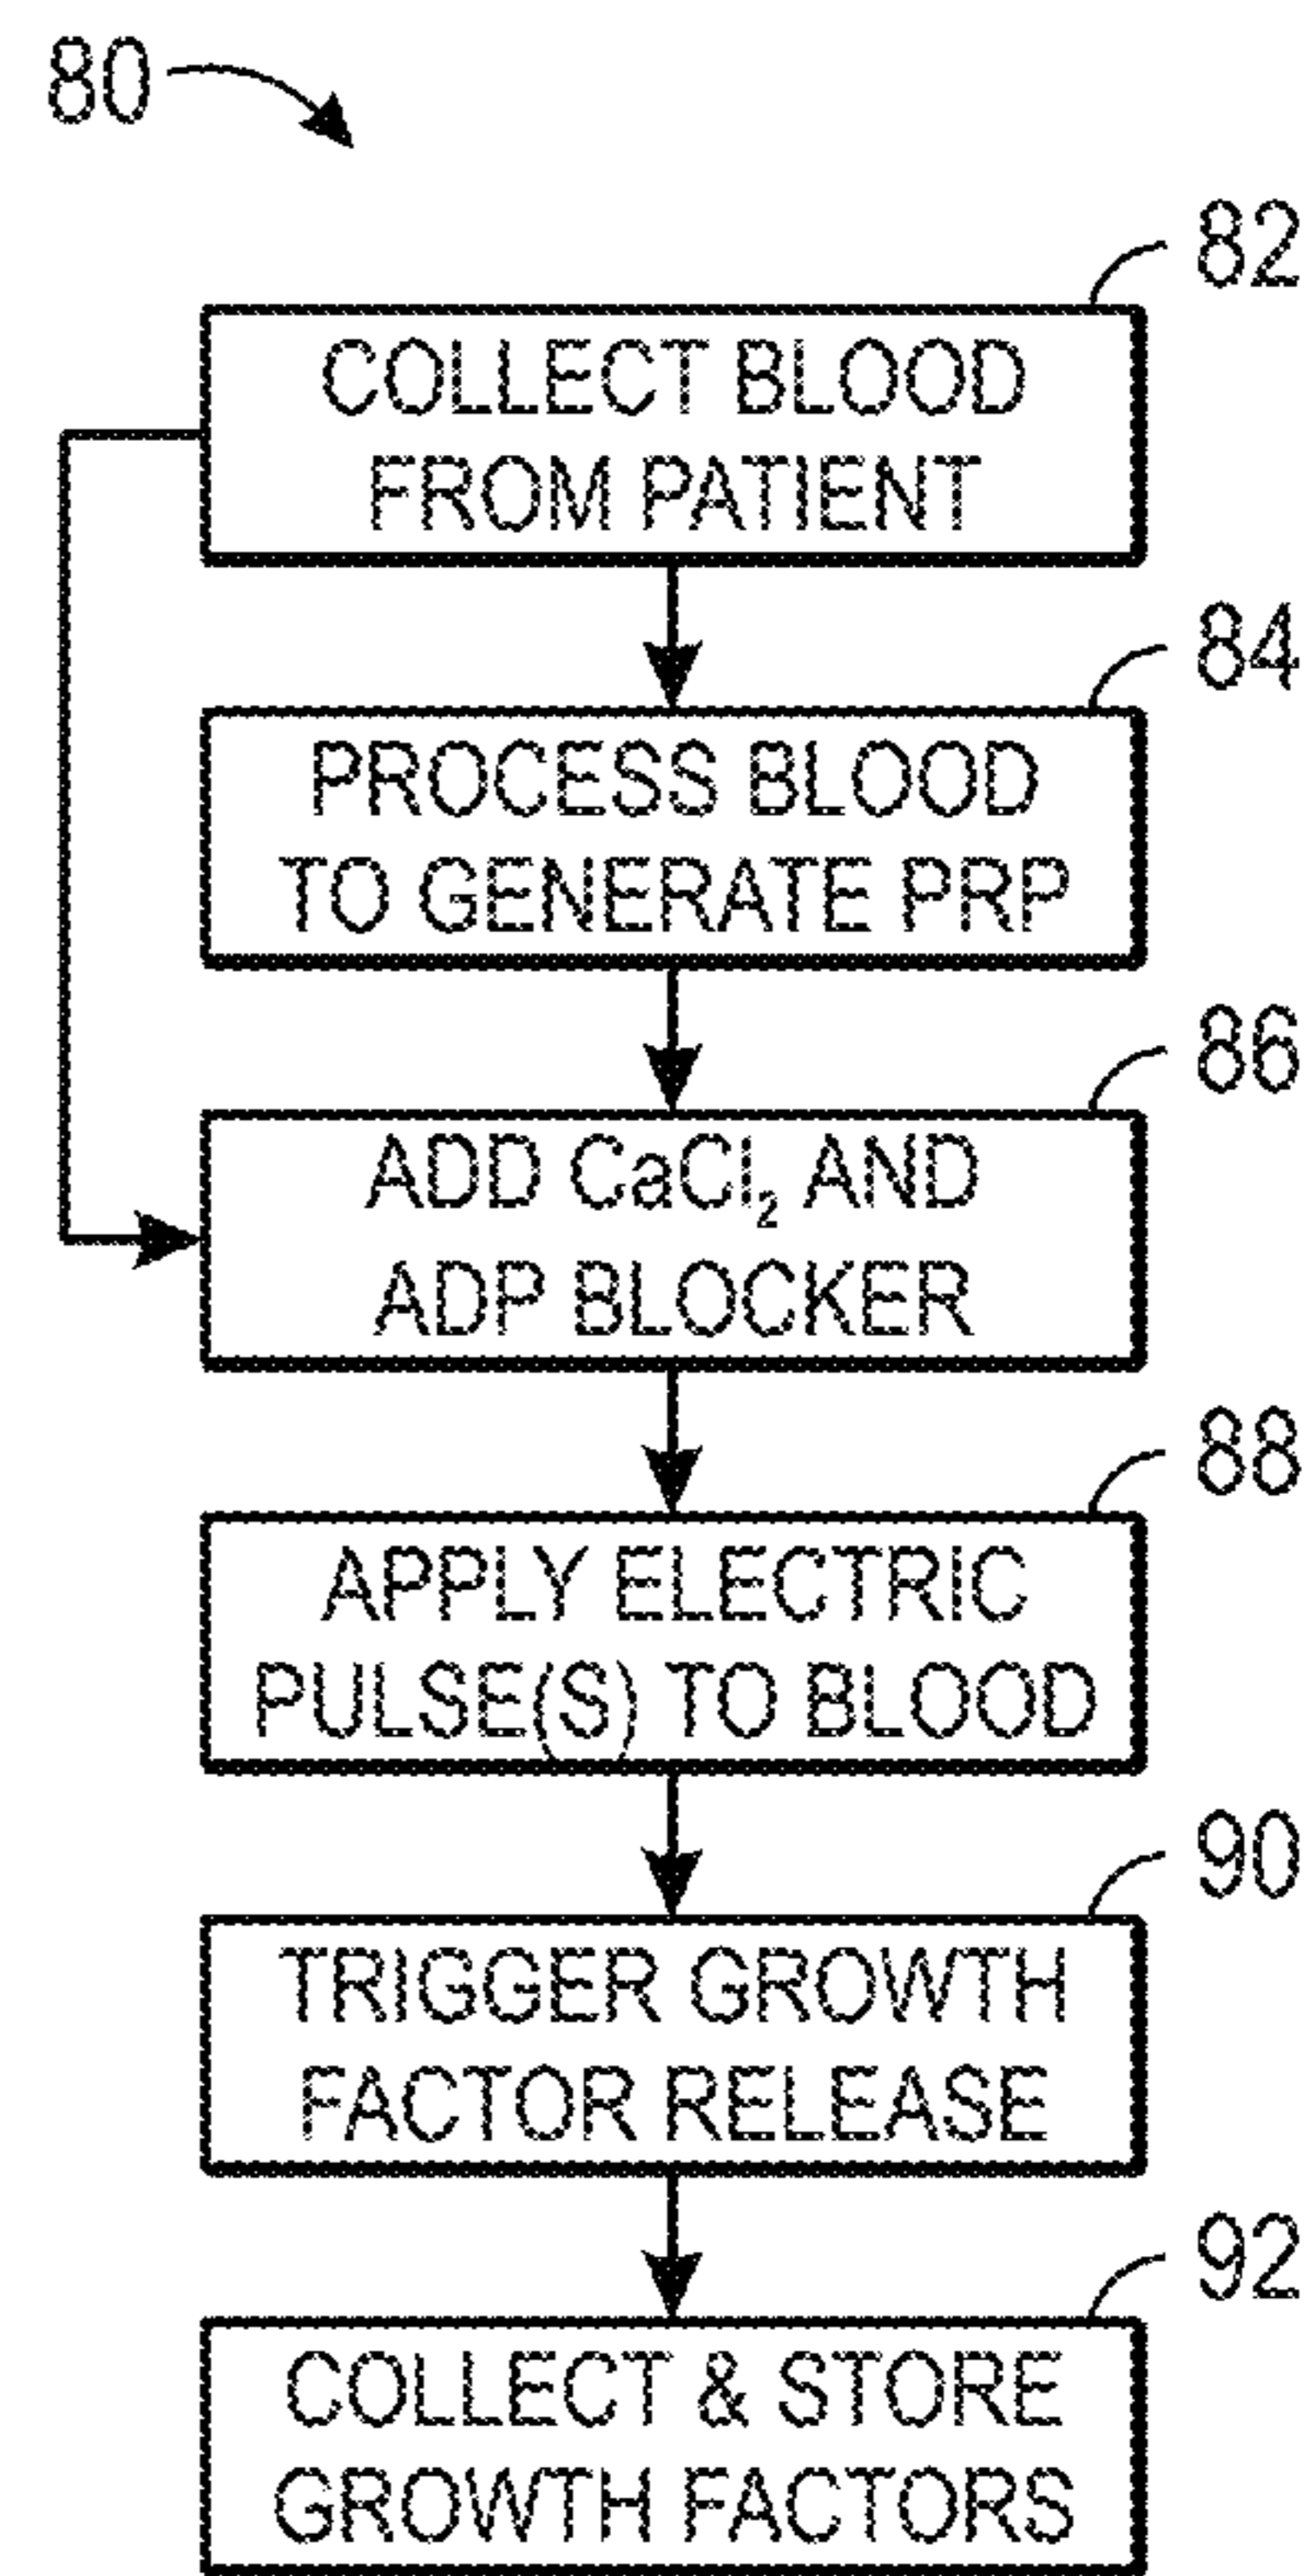 80
82
COLLECT BLOOD
FROM PATIENT
84
PROCESS BLOOD
TO GENERATE PRP
86
ADD CaCl₂ AND
ADP BLOCKER
88
APPLY ELECTRIC
PULSE(S) TO BLOOD
90
TRIGGER GROWTH
FACTOR RELEASE
92
COLLECT & STORE
GROWTH FACTORS